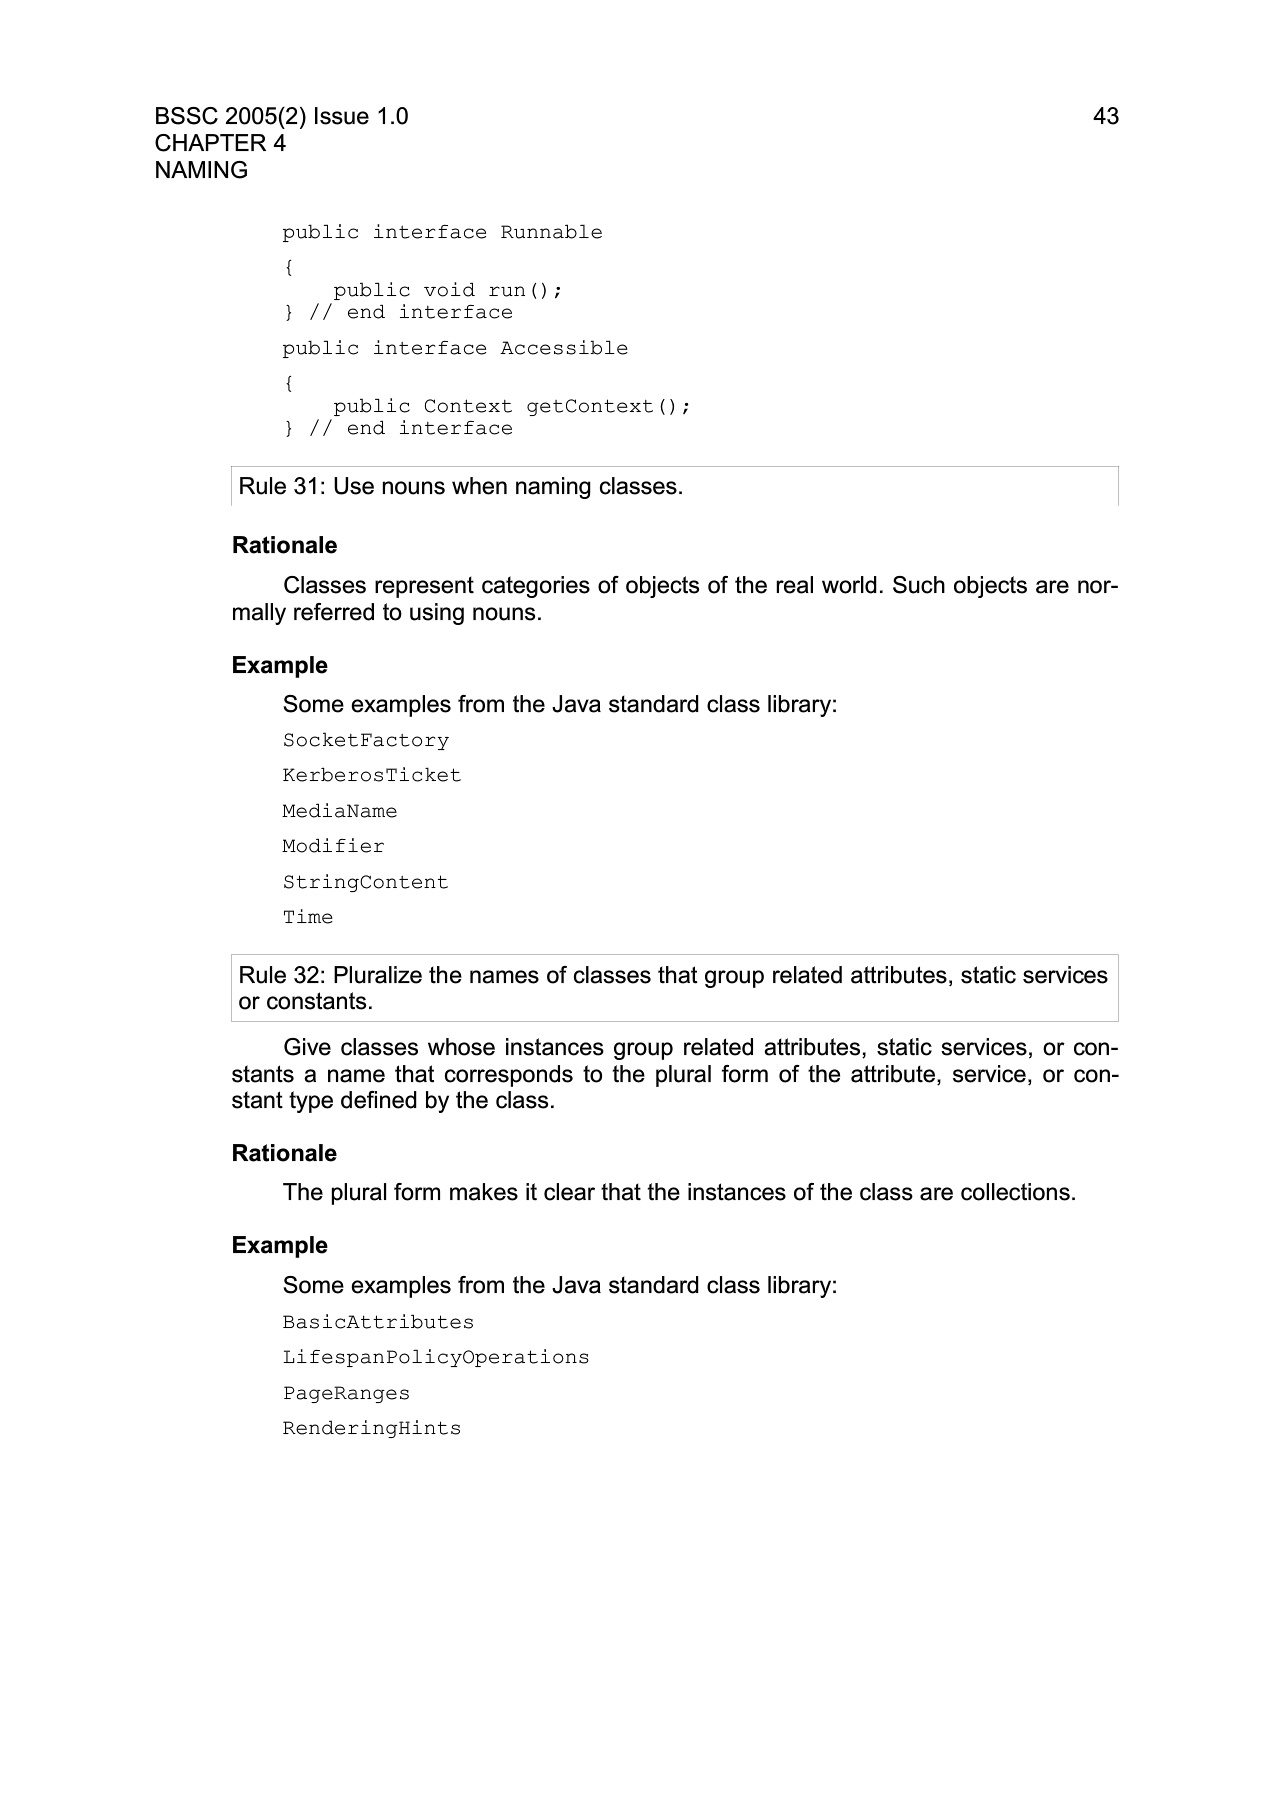 BSSC 2005(2) Issue 1.0 43
CHAPTER 4
NAMING
public interface Runnable
{
public void run();
} // end interface
public interface Accessible
{
public Context getContext();
} // end interface
Rule 31: Use nouns when naming classes.
Rationale
Classes represent categories of objects of the real world. Such objects are nor-
mally referred to using nouns.
Example
Some examples from the Java standard class library:
SocketFactory
KerberosTicket
MediaName
Modifier
StringContent
Time
Rule 32: Pluralize the names of classes that group related attributes, static services
or constants.
Give classes whose instances group related attributes, static services, or con-
stants a name that corresponds to the plural form of the attribute, service, or con-
stant type defined by the class.
Rationale
The plural form makes it clear that the instances of the class are collections.
Example
Some examples from the Java standard class library:
BasicAttributes
LifespanPolicyOperations
PageRanges
RenderingHints